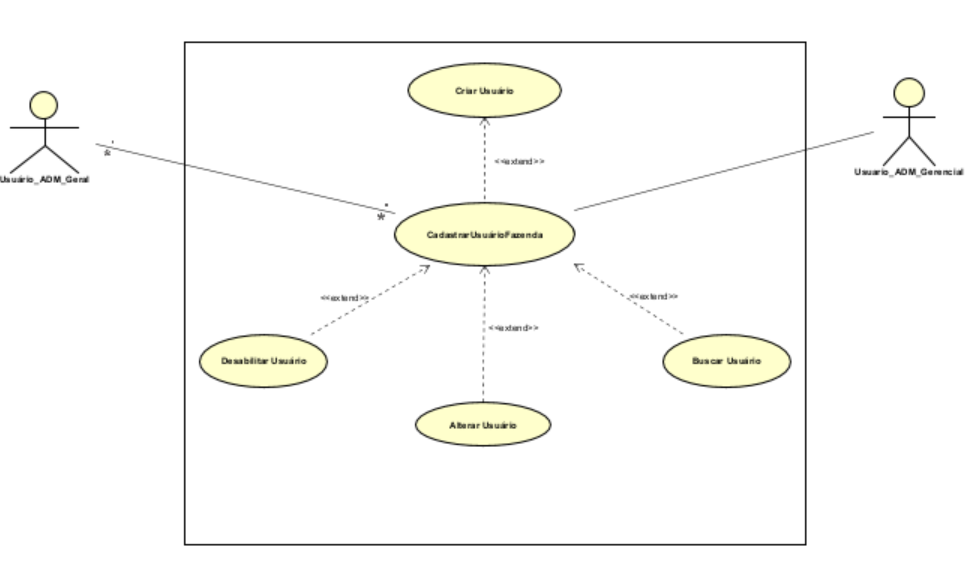 Criar Usuário
<<extend>>
*
Usuário_ADM_Geral
Usuario_ADM_Gerencial
*
CadastrarUsuárioFazenda
<<extend>>
<<extend>>
<<extend>>
Desabilitar Usuário
Buscar Usuário
Alterar Usuário